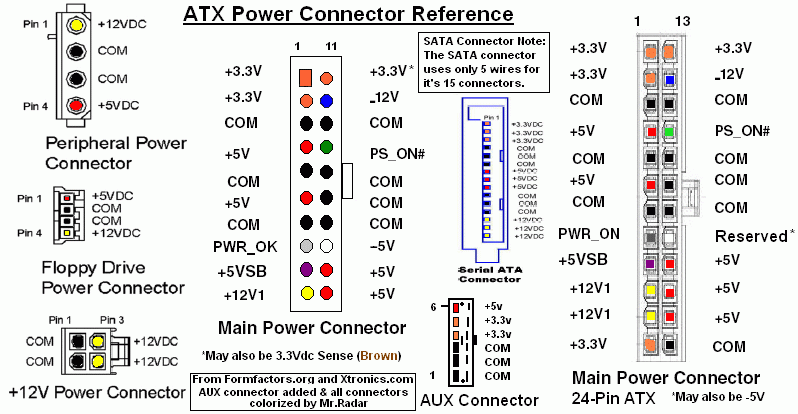 ATX Power Connector Reference
Pin 1 +12VDC
COM
COM
Pin 4 +5VDC
Peripheral Power
Connector
Pin 1 +5VDC
COM
COM
Pin 4 +12VDC
Floppy Drive
Power Connector
Pin 1 Pin 3
COM +12VDC
COM +12VDC
+12V Power Connector
1 11
+3.3V +3.3V*
+3.3V -12V
COM COM
+5V PS_ON#
COM COM
+5V COM
COM COM
PWR_OK -5V
+5VSB +5V
+12V1 +5V
Main Power Connector
*May also be 3.3Vdc Sense (Brown)
From Formfactors.org and Xtronics.com
AUX connector added & all connectors
colorized by Mr.Radar
SATA Connector Note:
The SATA connector
uses only 5 wires for
it's 15 connectors.
Pin 1
+3.3VDC
+3.3VDC
+3.3VDC
COM
COM
COM
+5VDC
+5VDC
+5VDC
COM
COM
COM
+12VDC
+12VDC
+12VDC
Serial ATA
Connector
6 +5v
+3.3v
+3.3v
COM
COM
1 COM
AUX Connector
1 13
+3.3V +3.3V
+3.3V -12V
COM COM
+5V PS_ON#
COM COM
+5V COM
COM COM
PWR_ON Reserved*
+5VSB +5V
+12V1 +5V
+12V1 +5V
+3.3V COM
Main Power Connector
24-Pin ATX *May also be -5V